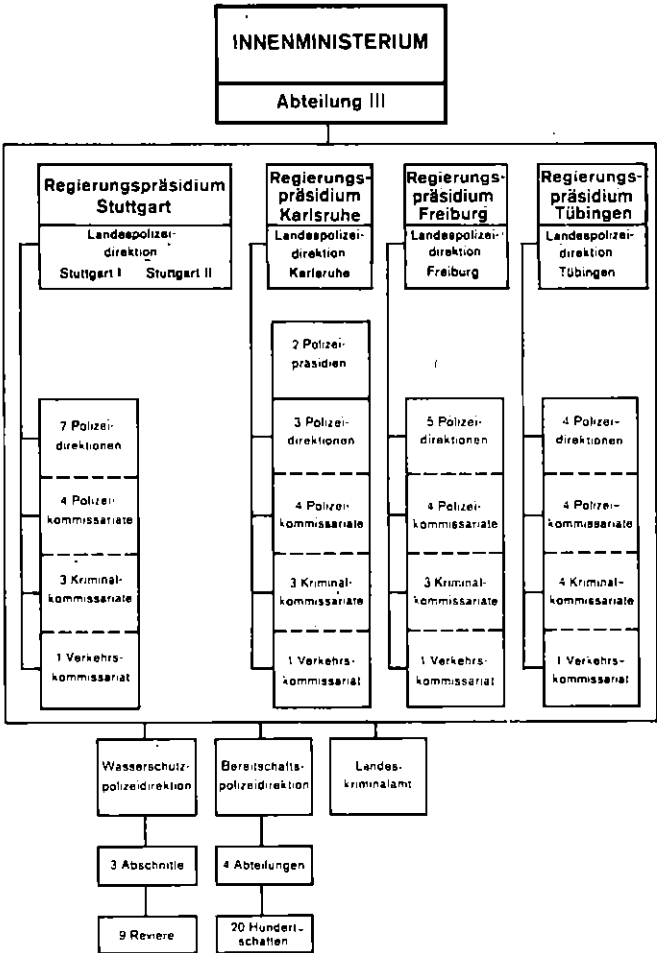 INNENMINISTERIUM
Abteilung III
Regierungspräsidium
Stuttgart
Landespolizei-
direktion
Stuttgart I Stuttgart II
Regierungs-
präsidium
Karlsruhe
Landespolizei-
direktion
Karlsruhe
Regierungs-
präsidium
Freiburg
Landespolizei-
direktion
Freiburg
Regierungs-
präsidium
Tübingen
Landespolizei-
direktion
Tübingen
7 Polizei-
direktionen
4 Polizei-
kommissariate
3 Kriminal-
kommissariate
1 Verkehrs-
kommissariat
2 Polizei-
präsidien
3 Polizei-
direktionen
4 Polizei-
kommissariate
3 Kriminal-
kommissariate
1 Verkehrs-
kommissariat
5 Polizei-
direktionen
4 Polizei-
kommissariate
3 Kriminal-
kommissariate
1 Verkehrs-
kommissariat
4 Polizei-
direktionen
4 Polizei-
kommissariate
4 Kriminal-
kommissariate
1 Verkehrs-
kommissariat
Wasserschutz-
polizeidirektion
3 Abschnitte
9 Reviere
Bereitschafts-
polizeidirektion
4 Abteilungen
20 Hundert-
schaften
Landes-
kriminalamt